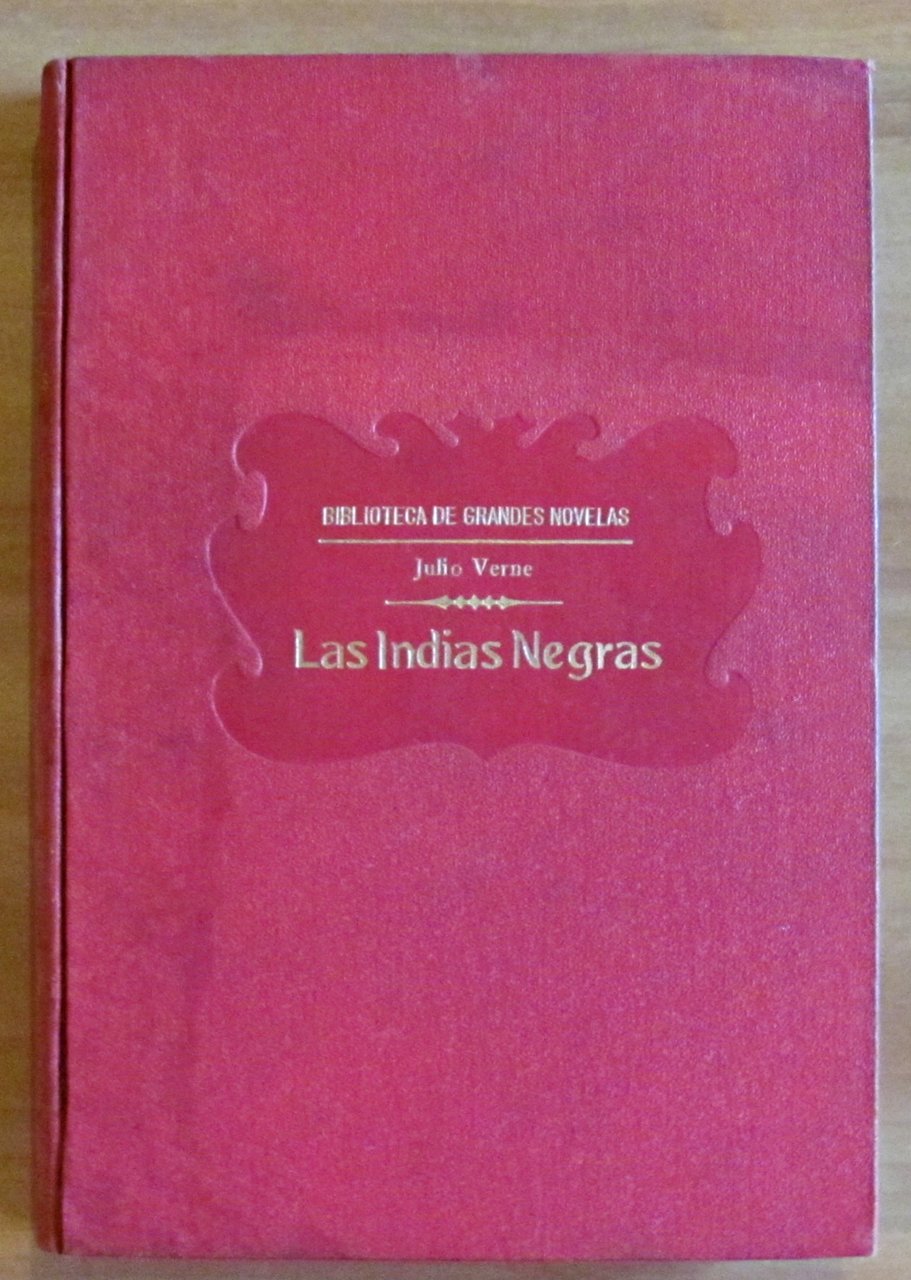 BIBLIOTECA DE GRANDES NOVELAS
Julio Verne
Las Indias Negras